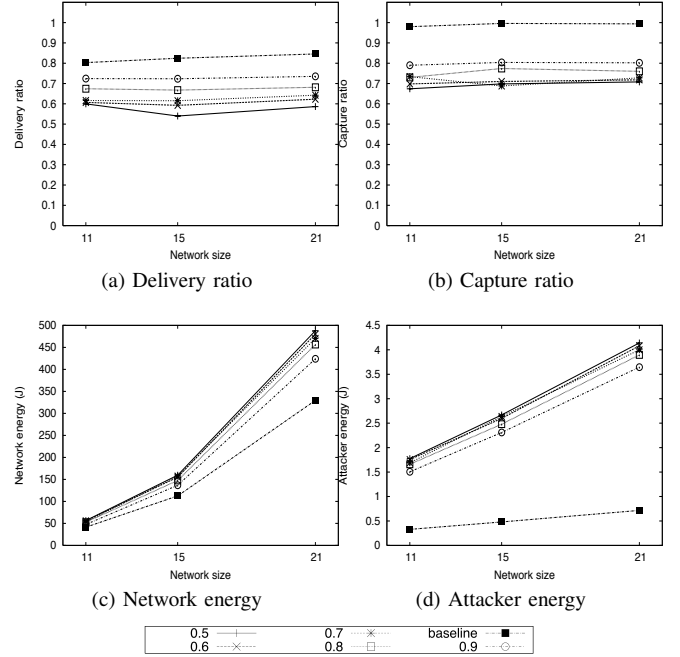 1
0.9
0.8
0.7
0.6
0.5
0.4
0.3
0.2
0.1
0
Delivery ratio
11 15 21
Network size
(a) Delivery ratio
1
0.9
0.8
0.7
0.6
0.5
0.4
0.3
0.2
0.1
0
Capture ratio
11 15 21
Network size
(b) Capture ratio
500
450
400
350
300
250
200
150
100
50
0
Network energy (J)
11 15 21
Network size
(c) Network energy
4.5
4
3.5
3
2.5
2
1.5
1
0.5
0
Attacker energy (J)
11 15 21
Network size
(d) Attacker energy
0.5 0.7 baseline
0.6 0.8 0.9